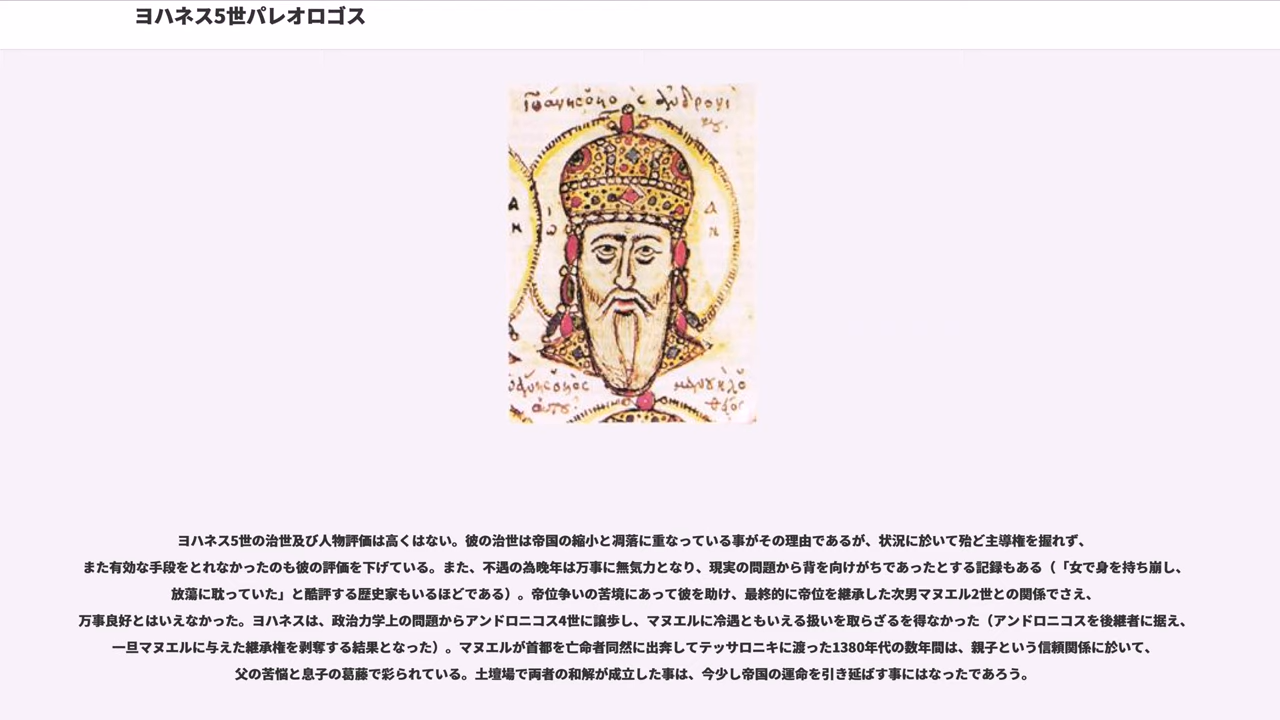 ヨハネス5世パレオロゴス
ヨハネス5世の治世及び人物評価は高くはない。彼の治世は帝国の縮小と凋落に重なっている事がその理由であるが、状況に於いて殆ど主導権を握れず、
また有効な手段をとれなかったのも彼の評価を下げている。また、不遇の為晩年は万事に無気力となり、現実の問題から背を向けがちであったとする記録もある（「女で身を持ち崩し、
放蕩に耽っていた」と酷評する歴史家もいるほどである）。帝位争いの苦境にあって彼を助け、最終的に帝位を継承した次男マヌエル2世との関係でさえ、
万事良好とはいえなかった。ヨハネスは、政治力学上の問題からアンドロニコス4世に譲歩し、マヌエルに冷遇ともいえる扱いを取らざるを得なかった（アンドロニコスを後継者に据え、
一旦マヌエルに与えた継承権を剥奪する結果となった）。マヌエルが首都を亡命者同然に出奔してテッサロニキに渡った1380年代の数年間は、親子という信頼関係に於いて、
父の苦悩と息子の葛藤で彩られている。土壇場で両者の和解が成立した事は、今少し帝国の運命を引き延ばす事にはなったであろう。